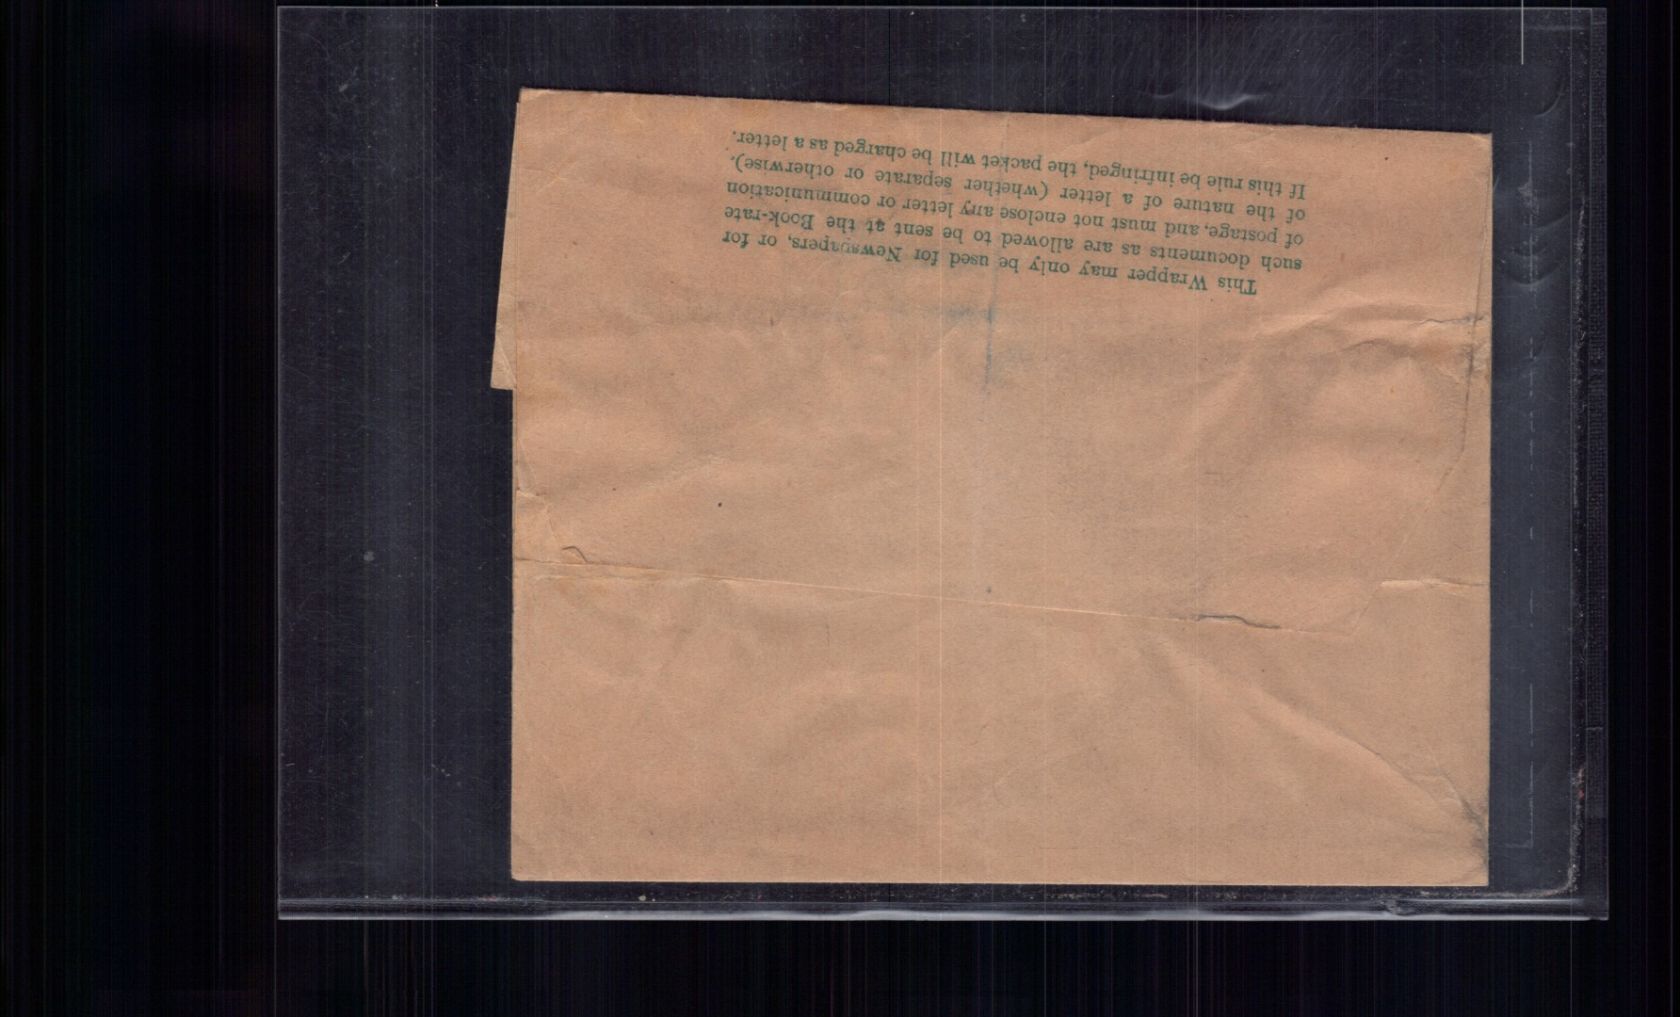 This Wrapper may only be used for Newspapers, or for
such documents as are allowed to be sent at the Book-rate
of postage, and must not enclose any letter or communication
of the nature of a letter (whether separate or otherwise).
If this rule be infringed, the packet will be charged as a letter.